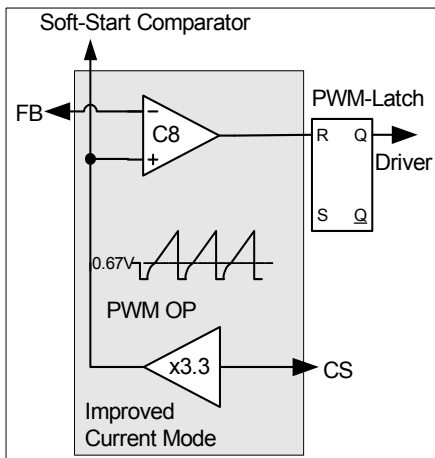 Soft-Start Comparator
FB
PWM-Latch
−
C8
+
R Q
Driver
S Q
0.67V
PWM OP
x3.3
CS
Improved
Current Mode